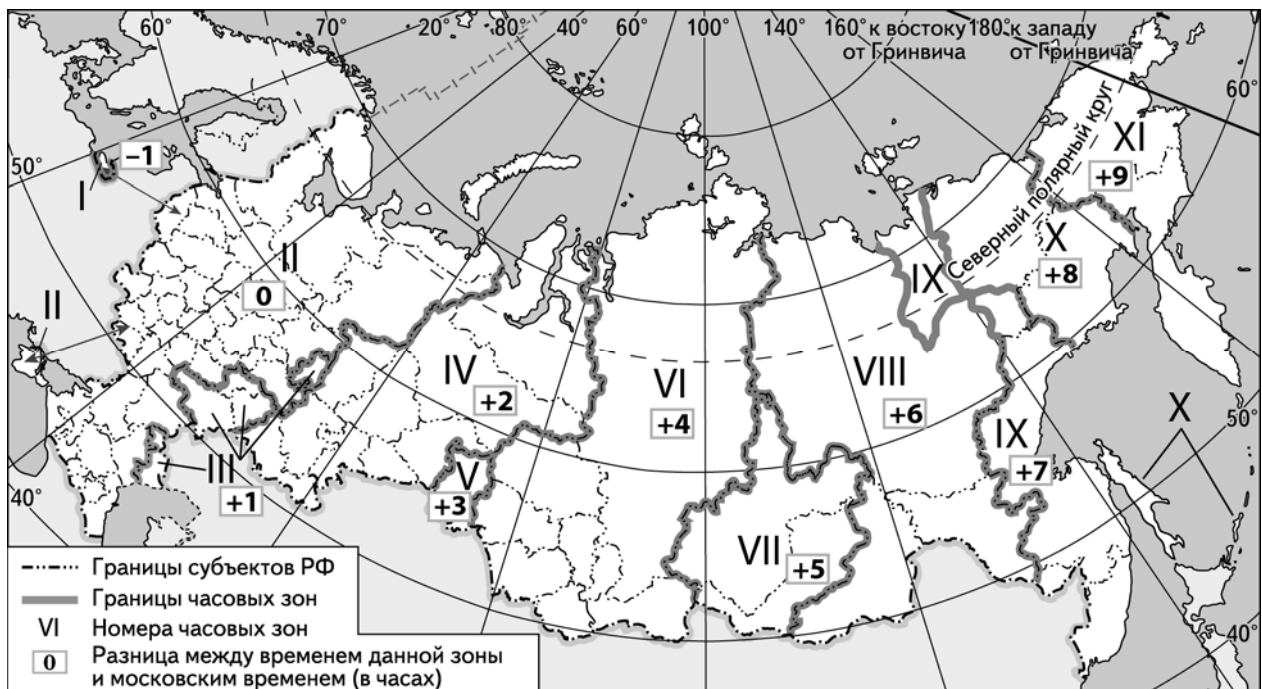 60°
70°
20°
40°
60°
100°
140°
160° к востоку от Гринвича
180° к западу от Гринвича
60°
50°
–1
I
Северный полярный круг
XI
+9
X
+8
II
0
IX
II
IV
+2
VI
+4
VIII
+6
X
50°
IX
+7
V
+3
III
+1
40°
VII
+5
40°
Границы субъектов РФ
Границы часовых зон
VI Номера часовых зон
0 Разница между временем данной зоны
и московским временем (в часах)